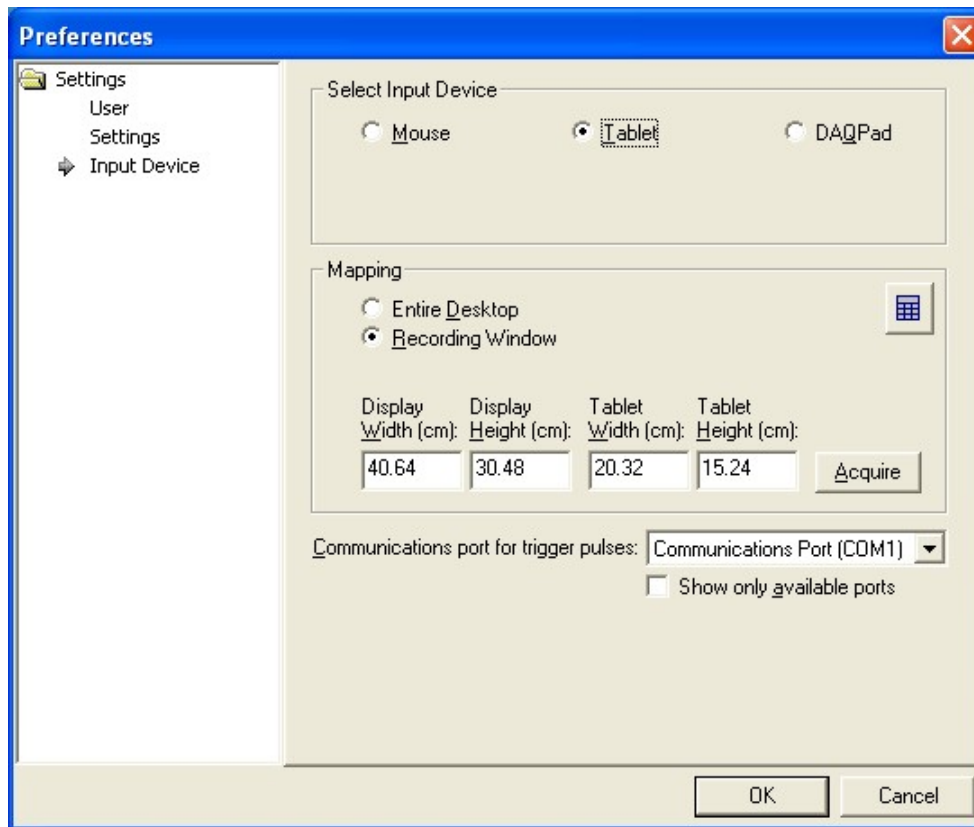 Preferences
Settings
User
Settings
Input Device
Select Input Device
Mouse Tablet DAQPad
Mapping
Entire Desktop
Recording Window
Display Display Tablet Tablet
Width (cm): Height (cm): Width (cm): Height (cm):
40.64 30.48 20.32 15.24 Acquire
Communications port for trigger pulses: Communications Port (COM1)
Show only available ports
OK Cancel